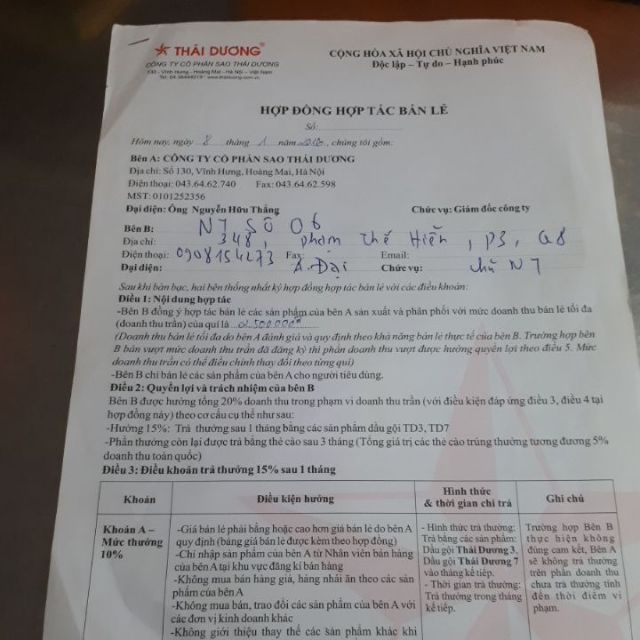 THÁI DƯƠNG®
CÔNG TY CỔ PHẦN SAO THÁI DƯƠNG
130 - Vĩnh Hưng - Hoàng Mai - Hà Nội - Việt Nam
CỘNG HÒA XÃ HỘI CHỦ NGHĨA VIỆT NAM
Độc lập – Tự do – Hạnh phúc
HỢP ĐỒNG HỢP TÁC BÁN LẺ
Số:
Hôm nay, ngày 8 tháng 1 năm, chúng tôi gồm:
Bên A: CÔNG TY CỔ PHẦN SAO THÁI DƯƠNG
Địa chỉ: Số 130, Vĩnh Hưng, Hoàng Mai, Hà Nội
Điện thoại: 043.64.62.740 Fax: 043.64.62.598
MST: 0101252356
Đại diện: Ông Nguyễn Hữu Thắng Chức vụ: Giám đốc công ty
Bên B: NT Số 06
Địa chỉ: 348, Phạm Thế Hiển, P3, Q8
Điện thoại: 0908154273 Fax: Email:
Đại diện: A. Đại Chức vụ: chủ NT
Sau khi bàn bạc, hai bên thống nhất ký hợp đồng hợp tác bán lẻ với các điều khoản:
Điều 1: Nội dung hợp tác
-Bên B đồng ý hợp tác bán lẻ các sản phẩm của bên A sản xuất và phân phối với mức doanh thu bán lẻ tối đa
(doanh thu trần) của quí là
(Doanh thu bán lẻ tối đa do bên A đánh giá và quy định theo khả năng bán lẻ thực tế của bên B. Trường hợp bên
B bán vượt mức doanh thu trần đã đăng ký thì phần doanh thu vượt được hưởng quyền lợi theo điều 5. Mức
doanh thu trần có thể điều chỉnh thay đổi theo từng quí)
-Bên B chỉ bán lẻ các sản phẩm của bên A cho người tiêu dùng.
Điều 2: Quyền lợi và trách nhiệm của bên B
Bên B được hưởng tổng 20% doanh thu trong phạm vi doanh thu trần (với điều kiện đáp ứng điều 3, điều 4 tại
hợp đồng này) theo cơ cấu cụ thể như sau:
-Hưởng 15%: Trả thưởng sau 1 tháng bằng các sản phẩm dầu gội TD3, TD7
-Phần thưởng còn lại được trả bằng thẻ cào sau 3 tháng (Tổng giá trị các thẻ cào trúng thưởng tương đương 5%
doanh thu toàn quốc)
Điều 3: Điều khoản trả thưởng 15% sau 1 tháng
Khoản
Điều kiện hưởng
Hình thức
& thời gian chi trả
Ghi chú
Khoản A –
Mức thưởng
10%
-Giá bán lẻ phải bằng hoặc cao hơn giá bán lẻ do bên A
quy định (bảng giá bán lẻ được kèm theo hợp đồng)
-Chỉ nhập sản phẩm của bên A từ Nhân viên bán hàng
của bên A tại khu vực đăng kí bán hàng
-Không mua bán hàng giả, hàng nhái ăn theo các sản
phẩm của bên A
-Không mua bán, trao đổi các sản phẩm của bên A với
các đơn vị kinh doanh khác
-Không giới thiệu thay thế các sản phẩm khác khi
- Hình thức trả thưởng:
Trả bằng các sản phẩm:
Dầu gội Thái Dương 3,
Dầu gội Thái Dương 7
vào tháng kế tiếp.
- Thời gian trả thưởng:
Trả thưởng trong tháng
kế tiếp.
Trường hợp Bên B
thực hiện không
đúng cam kết, Bên A
sẽ không trả thưởng
trên phần doanh thu
chưa trả thưởng tính
đến thời điểm vi
phạm.